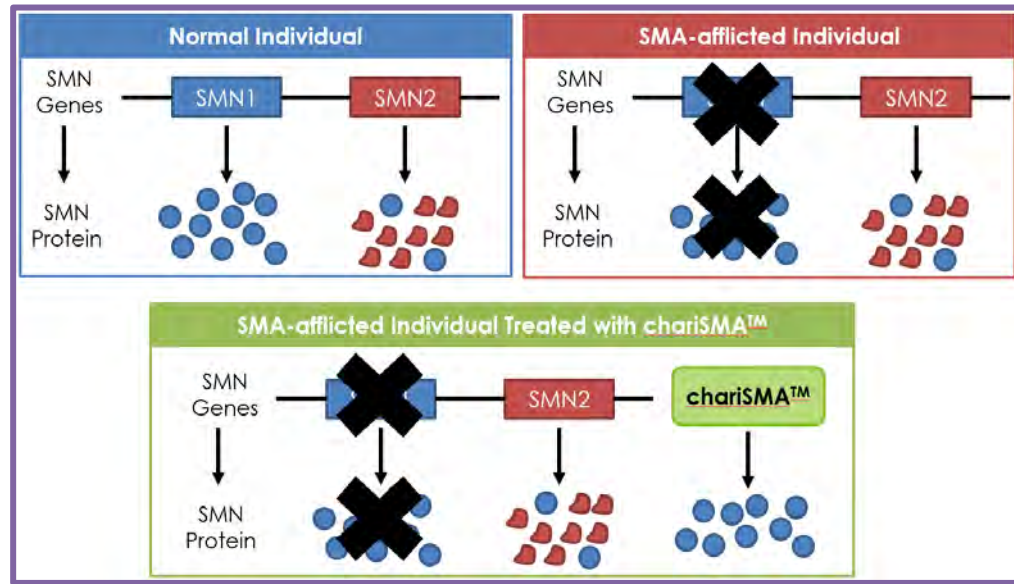 Normal Individual
SMN
Genes
SMN1
SMN2
SMN
Protein
SMA-afflicted Individual
SMN
Genes
SMN2
SMN
Protein
SMA-afflicted Individual Treated with chariSMA™
SMN
Genes
SMN2
chariSMA™
SMN
Protein